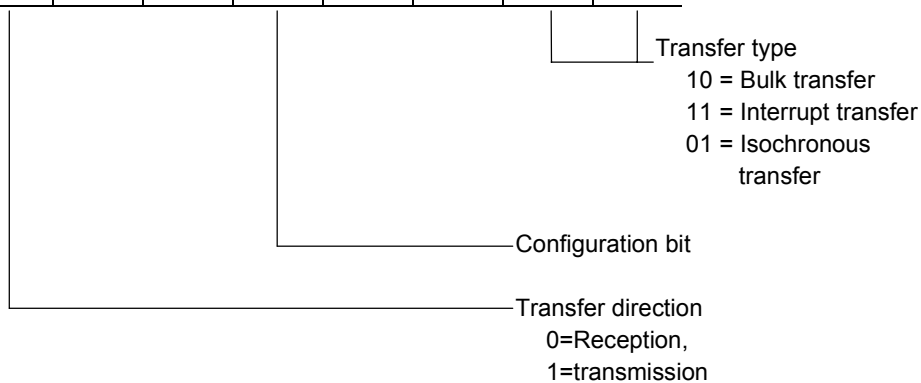 Transfer type
10 = Bulk transfer
11 = Interrupt transfer
01 = Isochronous
transfer
Configuration bit
Transfer direction
0=Reception,
1=transmission